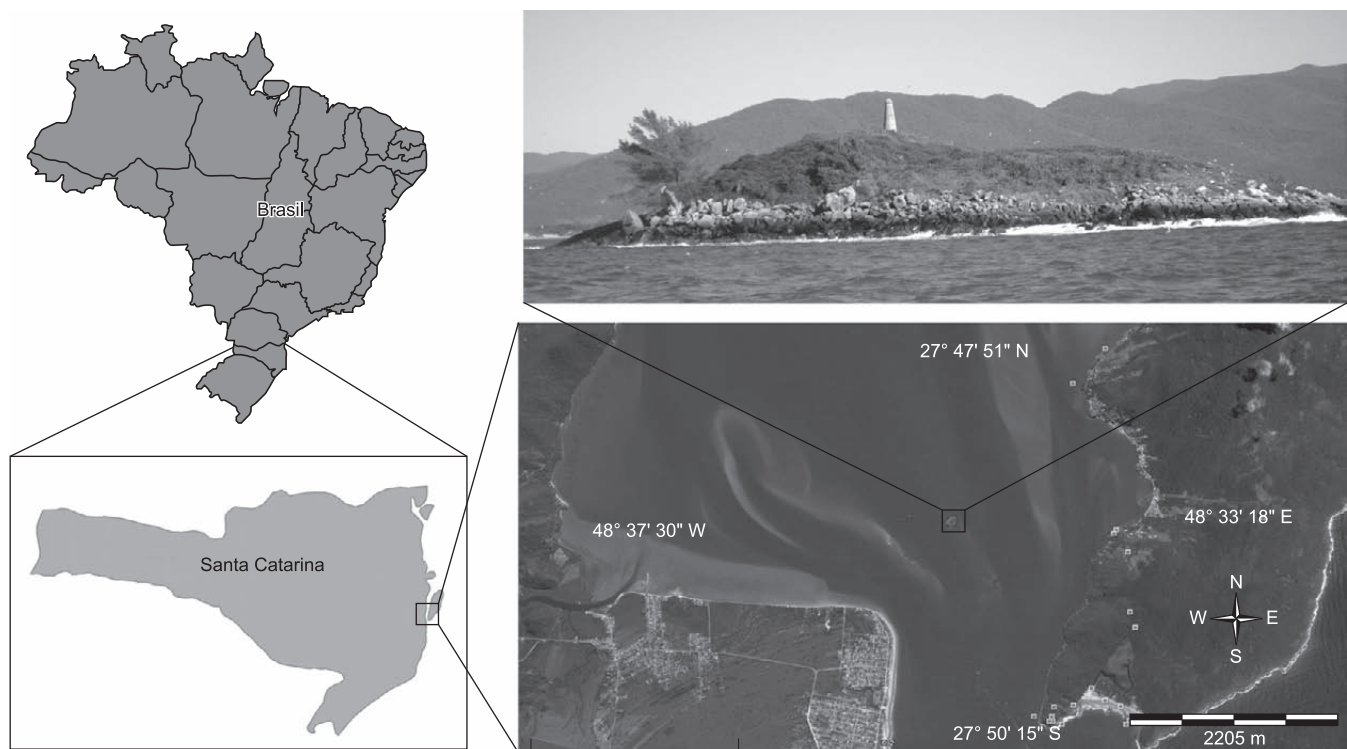 Brasil
27° 47' 51" N
48° 37' 30" W
48° 33' 18" E
Santa Catarina
N
W
E
S
27° 50' 15" S
2205 m